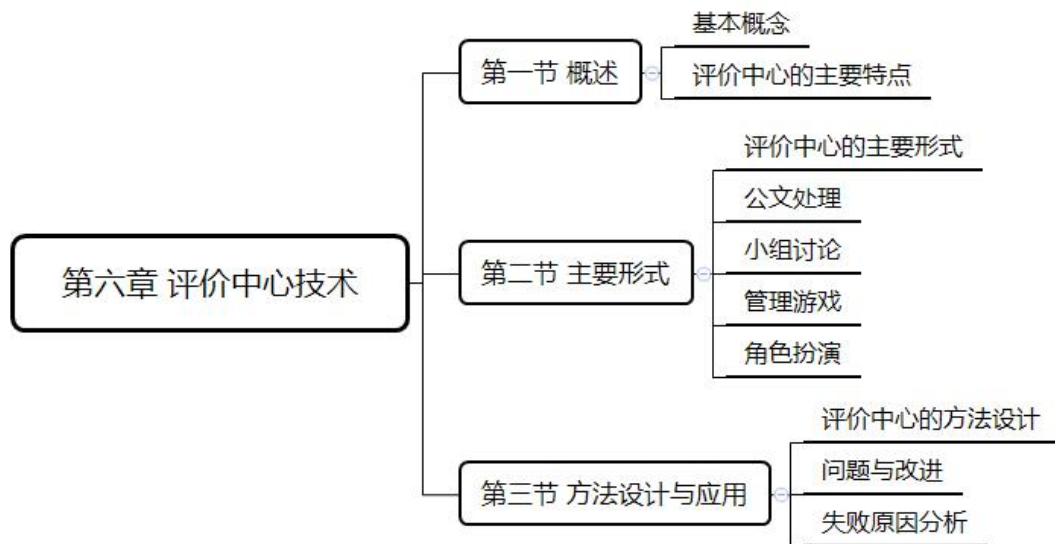 第六章 评价中心技术
第一节 概述
基本概念
评价中心的主要特点
第二节 主要形式
评价中心的主要形式
公文处理
小组讨论
管理游戏
角色扮演
第三节 方法设计与应用
评价中心的方法设计
问题与改进
失败原因分析